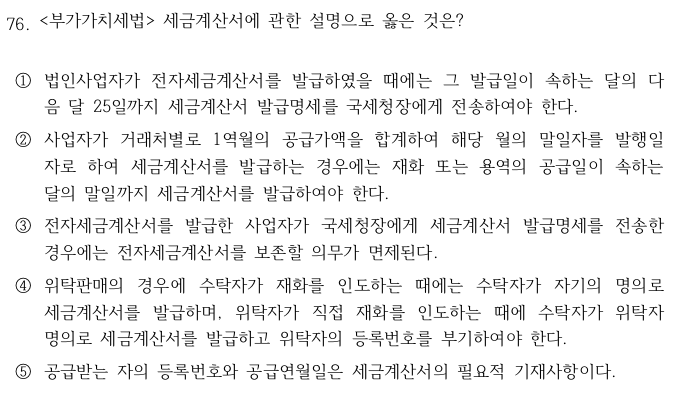 76. <부가가치세법> 세금계산서에 관한 설명으로 옳은 것은?
① 법인사업자가 전자세금계산서를 발급하였을 때에는 그 발급일이 속하는 달의 다
음 달 25일까지 세금계산서 발급명세를 국세청장에게 전송하여야 한다.
② 사업자가 거래처별로 1역월의 공급가액을 합계하여 해당 월의 말일자를 발행일
자로 하여 세금계산서를 발급하는 경우에는 재화 또는 용역의 공급일이 속하는
달의 말일까지 세금계산서를 발급하여야 한다.
③ 전자세금계산서를 발급한 사업자가 국세청장에게 세금계산서 발급명세를 전송한
경우에는 전자세금계산서를 보존할 의무가 면제된다.
④ 위탁판매의 경우에 수탁자가 재화를 인도하는 때에는 수탁자가 자기의 명의로
세금계산서를 발급하며, 위탁자가 직접 재화를 인도하는 때에 수탁자가 위탁자
명의로 세금계산서를 발급하고 위탁자의 등록번호를 부기하여야 한다.
⑤ 공급받는 자의 등록번호와 공급연월일은 세금계산서의 필요적 기재사항이다.